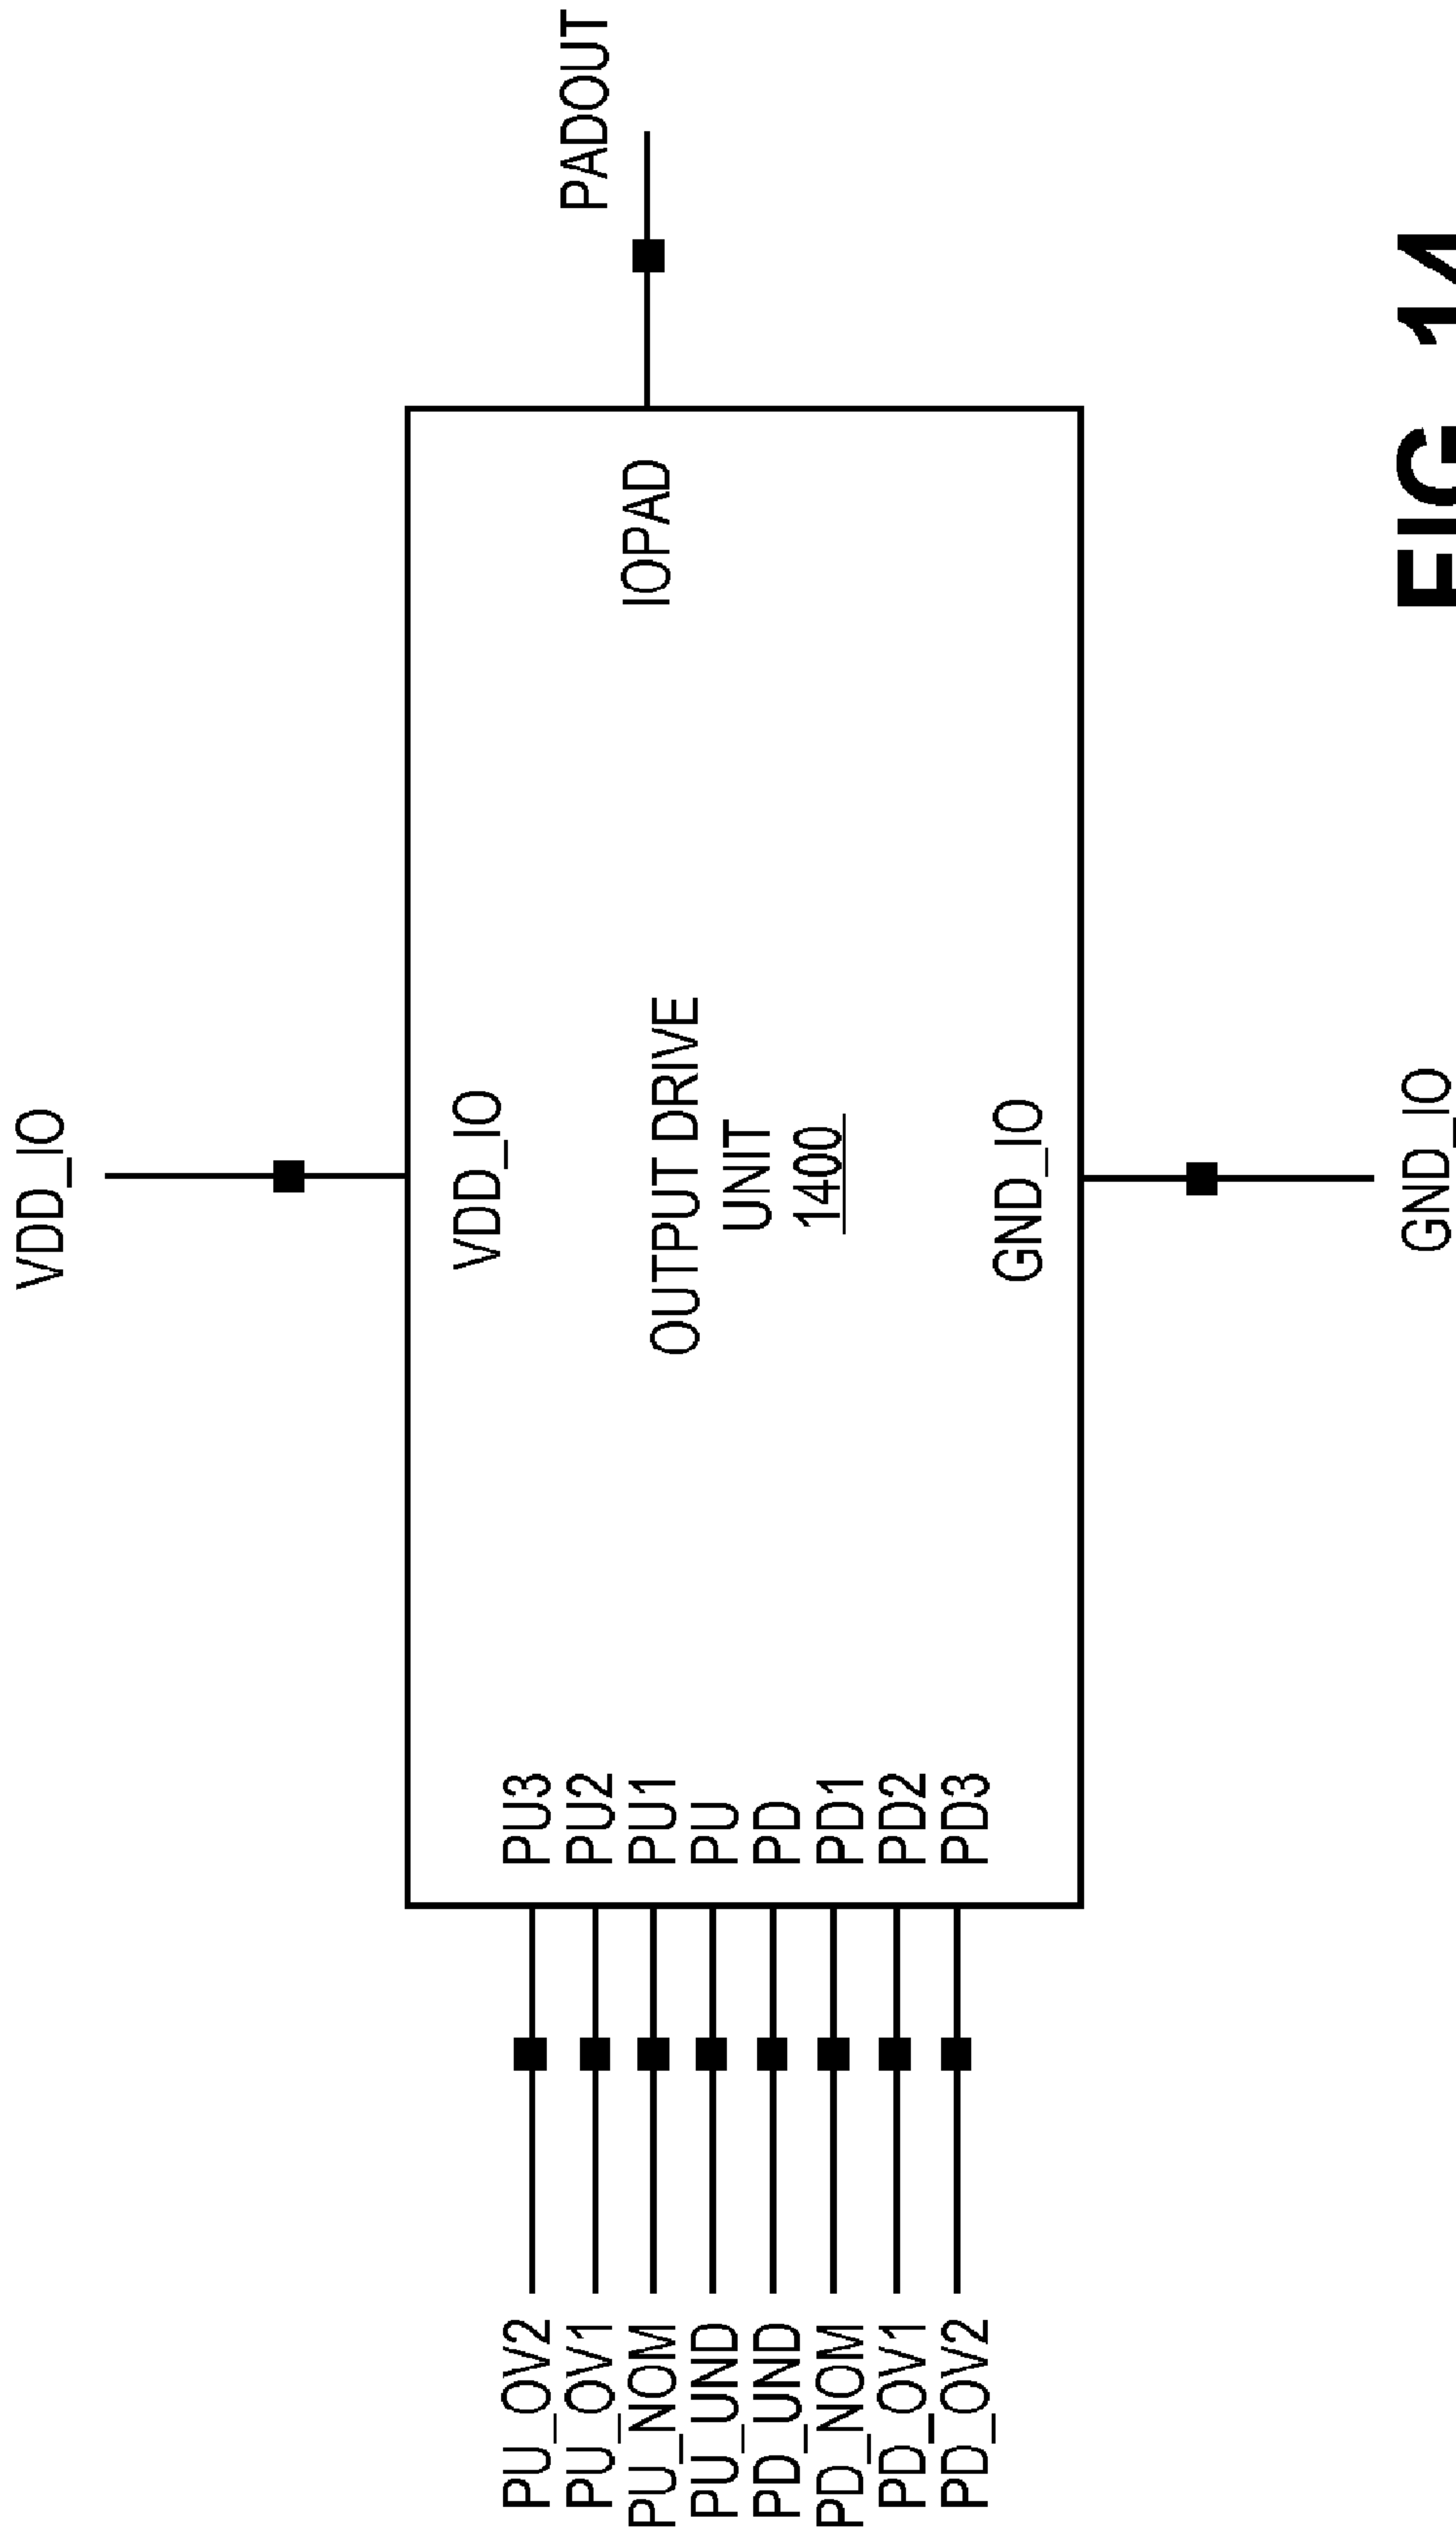 VDD_IO
VDD_IO
PU_OV2
PU_OV1
PU_NOM
PU_UND
PD_UND
PD_NOM
PD_OV1
PD_OV2
PU3
PU2
PU1
PU
PD
PD1
PD2
PD3
OUTPUT DRIVE
UNIT
1400
IOPAD
PADOUT
GND_IO
GND_IO
FIG. 14